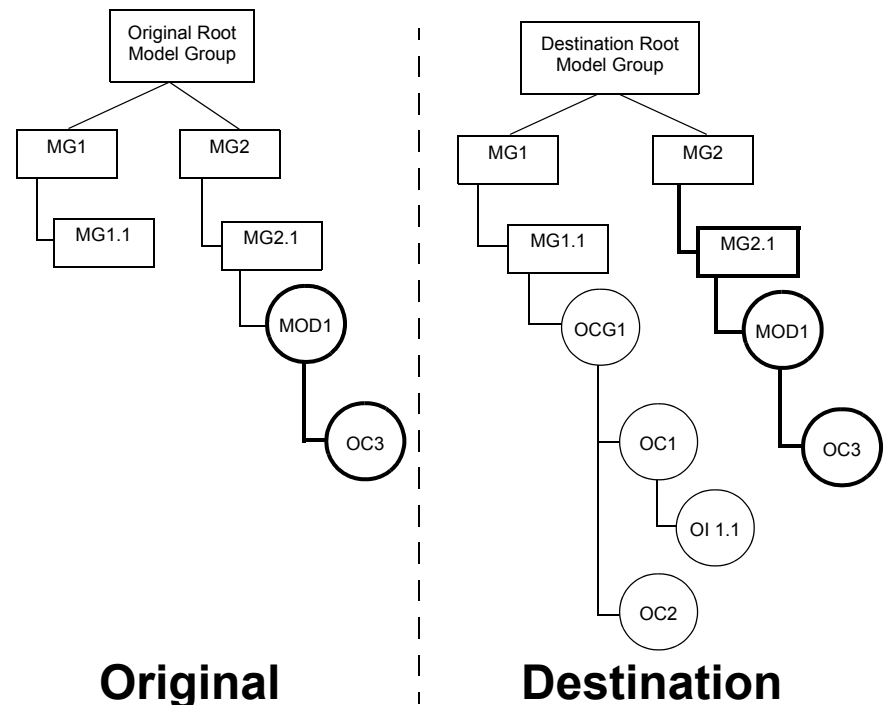 Original Root
Model Group
MG1
MG2
MG1.1
MG2.1
MOD1
OC3
Original
Destination Root
Model Group
MG1
MG2
MG1.1
MG2.1
OCG1
MOD1
OC1
OC3
OI 1.1
OC2
Destination